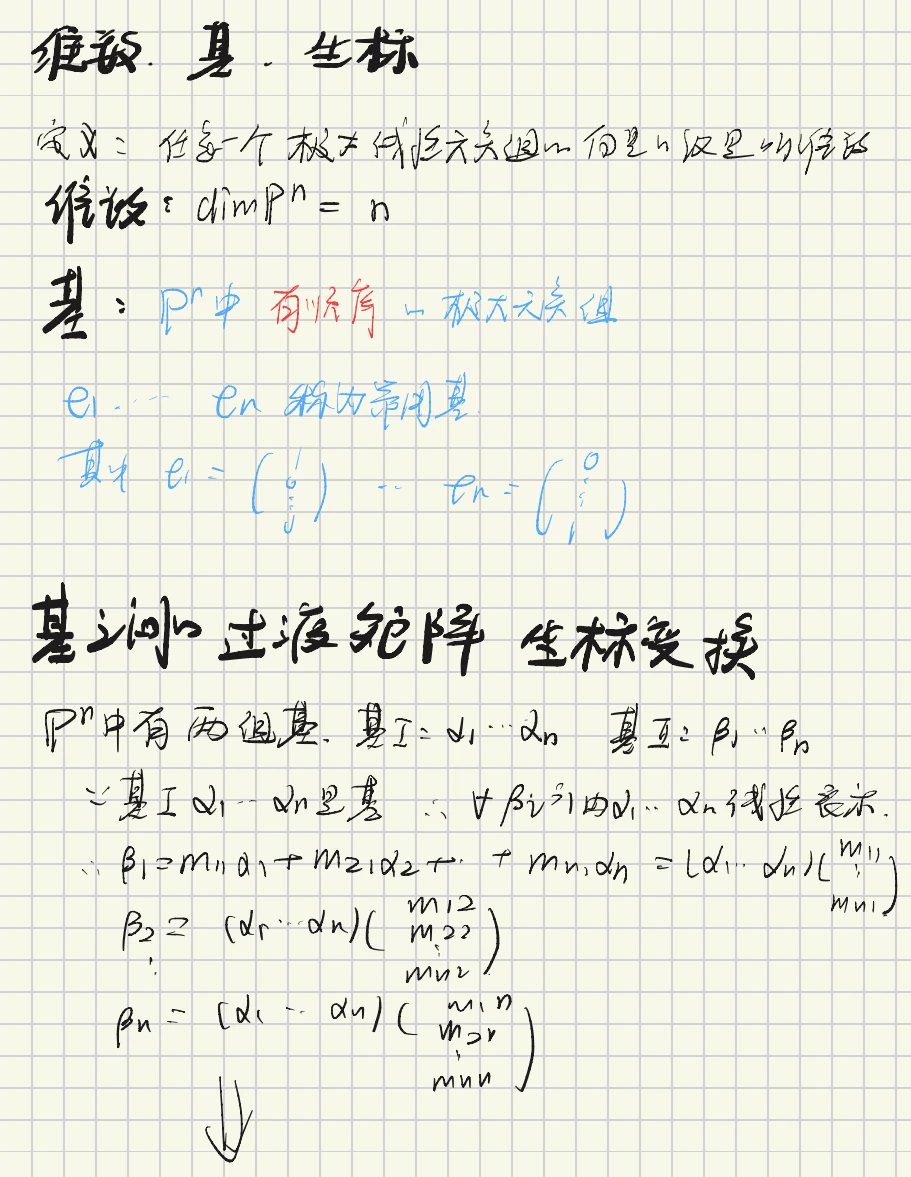 维数. 基. 坐标
定义: 任意一个极大线性无关组的向量的数量的维数
维数: dimPⁿ = n
基: Pⁿ中 有顺序 的极大无关组
e₁ … eₙ 称为常用基
其中 e₁ = (1 0 ⋮ 0) … eₙ = (0 ⋮ 1)
基之间的过渡矩阵 坐标变换
Pⁿ中有两组基. 基I: α₁…αₙ 基II: β₁…βₙ
∵ 基I α₁…αₙ是基 ∴ ∀βᵢ可由α₁…αₙ线性表示.
∴ β₁=m₁₁α₁+m₂₁α₂+…+mₙ₁αₙ = (α₁…αₙ)(m₁₁ ⋮ mₙ₁)
β₂ = (α₁…αₙ)(m₁₂ m₂₂ ⋮ mₙ₂)
⋮
βₙ = (α₁…αₙ)(m₁ₙ m₂ₙ ⋮ mₙₙ)
⇓